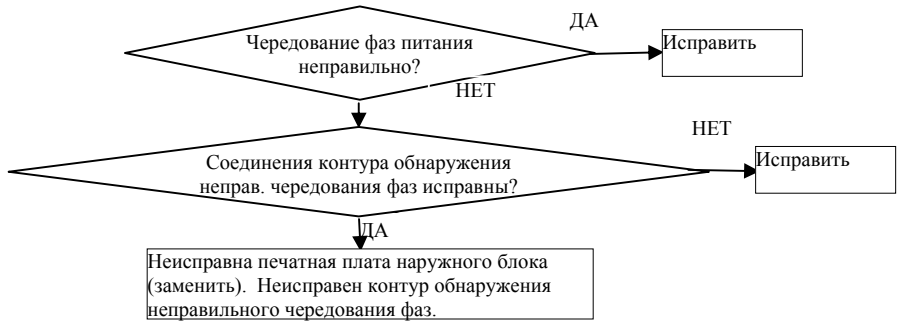 ДА
Чередование фаз питания
неправильно?
Исправить
НЕТ
НЕТ
Соединения контура обнаружения
неправ. чередования фаз исправны?
Исправить
ДА
Неисправна печатная плата наружного блока
(заменить). Неисправен контур обнаружения
неправильного чередования фаз.